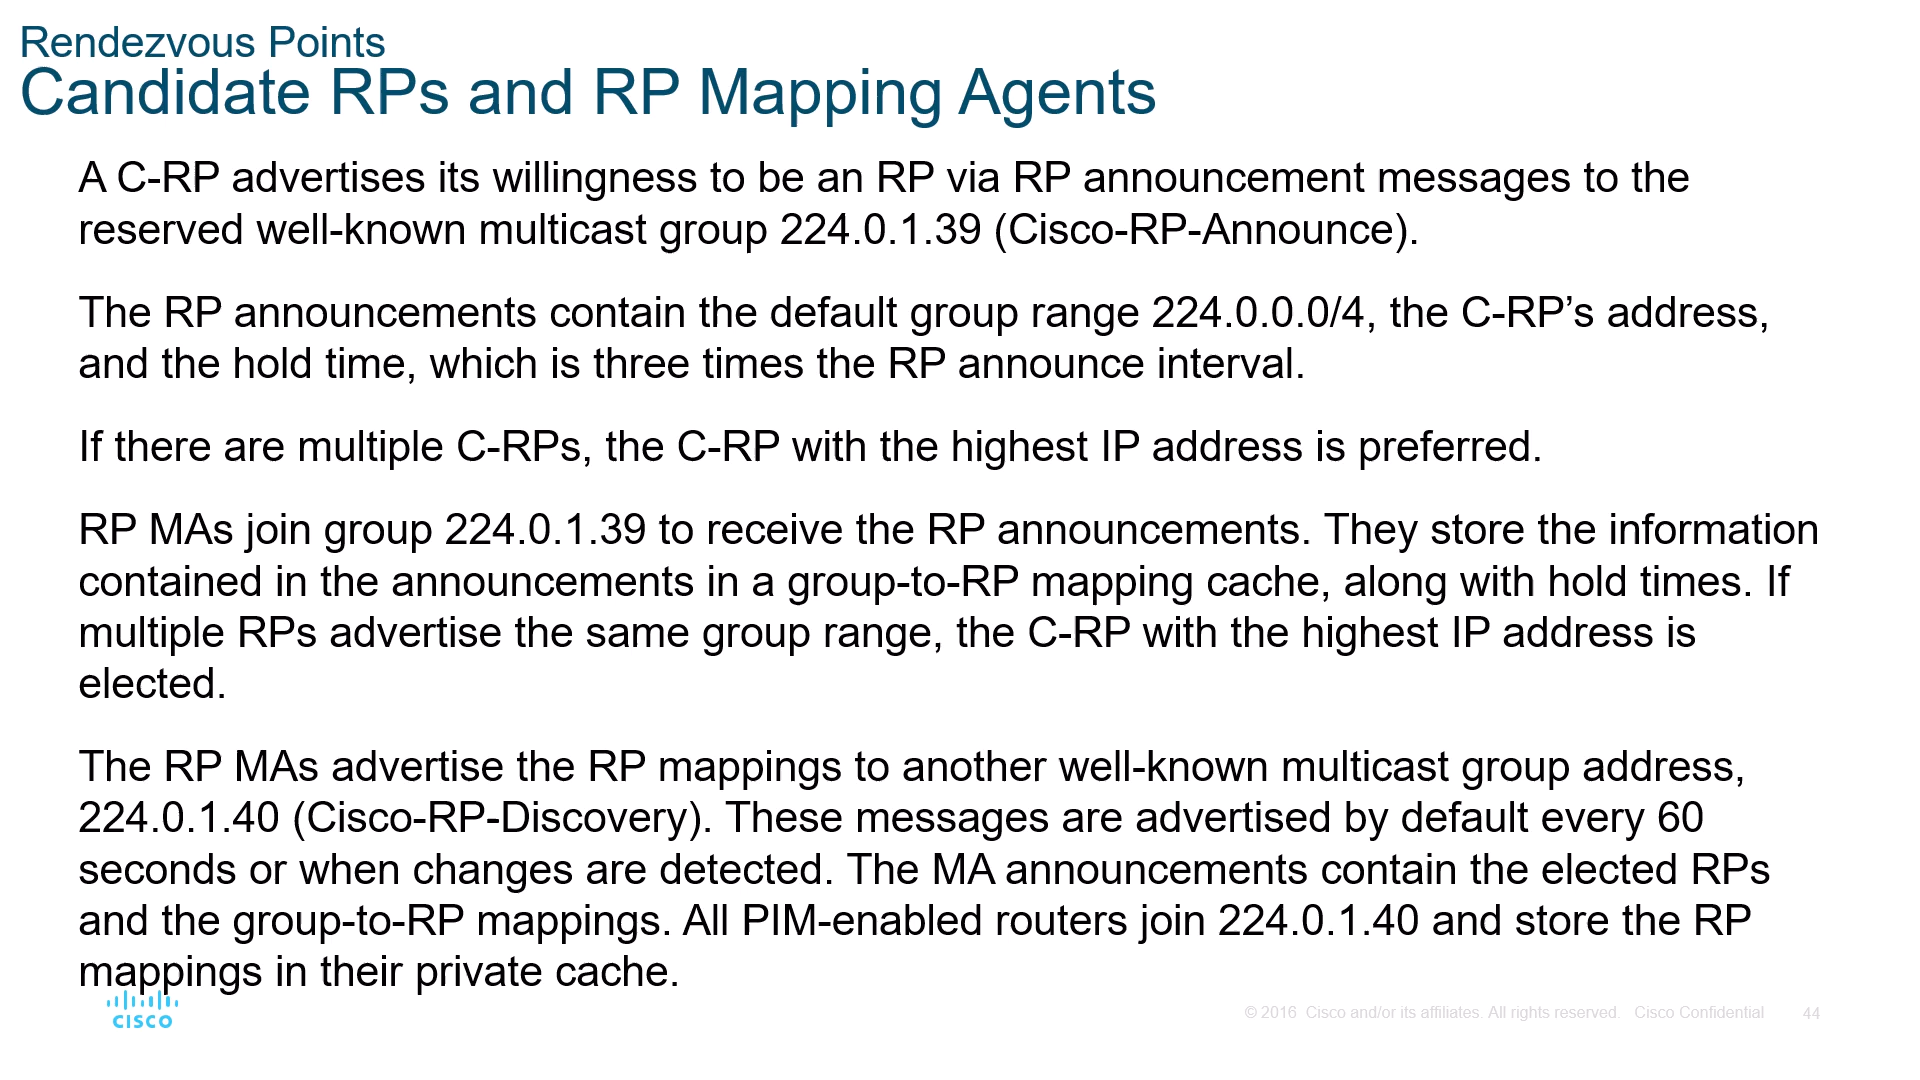 Rendezvous Points
Candidate RPs and RP Mapping Agents
A C-RP advertises its willingness to be an RP via RP announcement messages to the
reserved well-known multicast group 224.0.1.39 (Cisco-RP-Announce).
The RP announcements contain the default group range 224.0.0.0/4, the C-RP’s address,
and the hold time, which is three times the RP announce interval.
If there are multiple C-RPs, the C-RP with the highest IP address is preferred.
RP MAs join group 224.0.1.39 to receive the RP announcements. They store the information
contained in the announcements in a group-to-RP mapping cache, along with hold times. If
multiple RPs advertise the same group range, the C-RP with the highest IP address is
elected.
The RP MAs advertise the RP mappings to another well-known multicast group address,
224.0.1.40 (Cisco-RP-Discovery). These messages are advertised by default every 60
seconds or when changes are detected. The MA announcements contain the elected RPs
and the group-to-RP mappings. All PIM-enabled routers join 224.0.1.40 and store the RP
mappings in their private cache.
CISCO
© 2016 Cisco and/or its affiliates. All rights reserved. Cisco Confidential 44